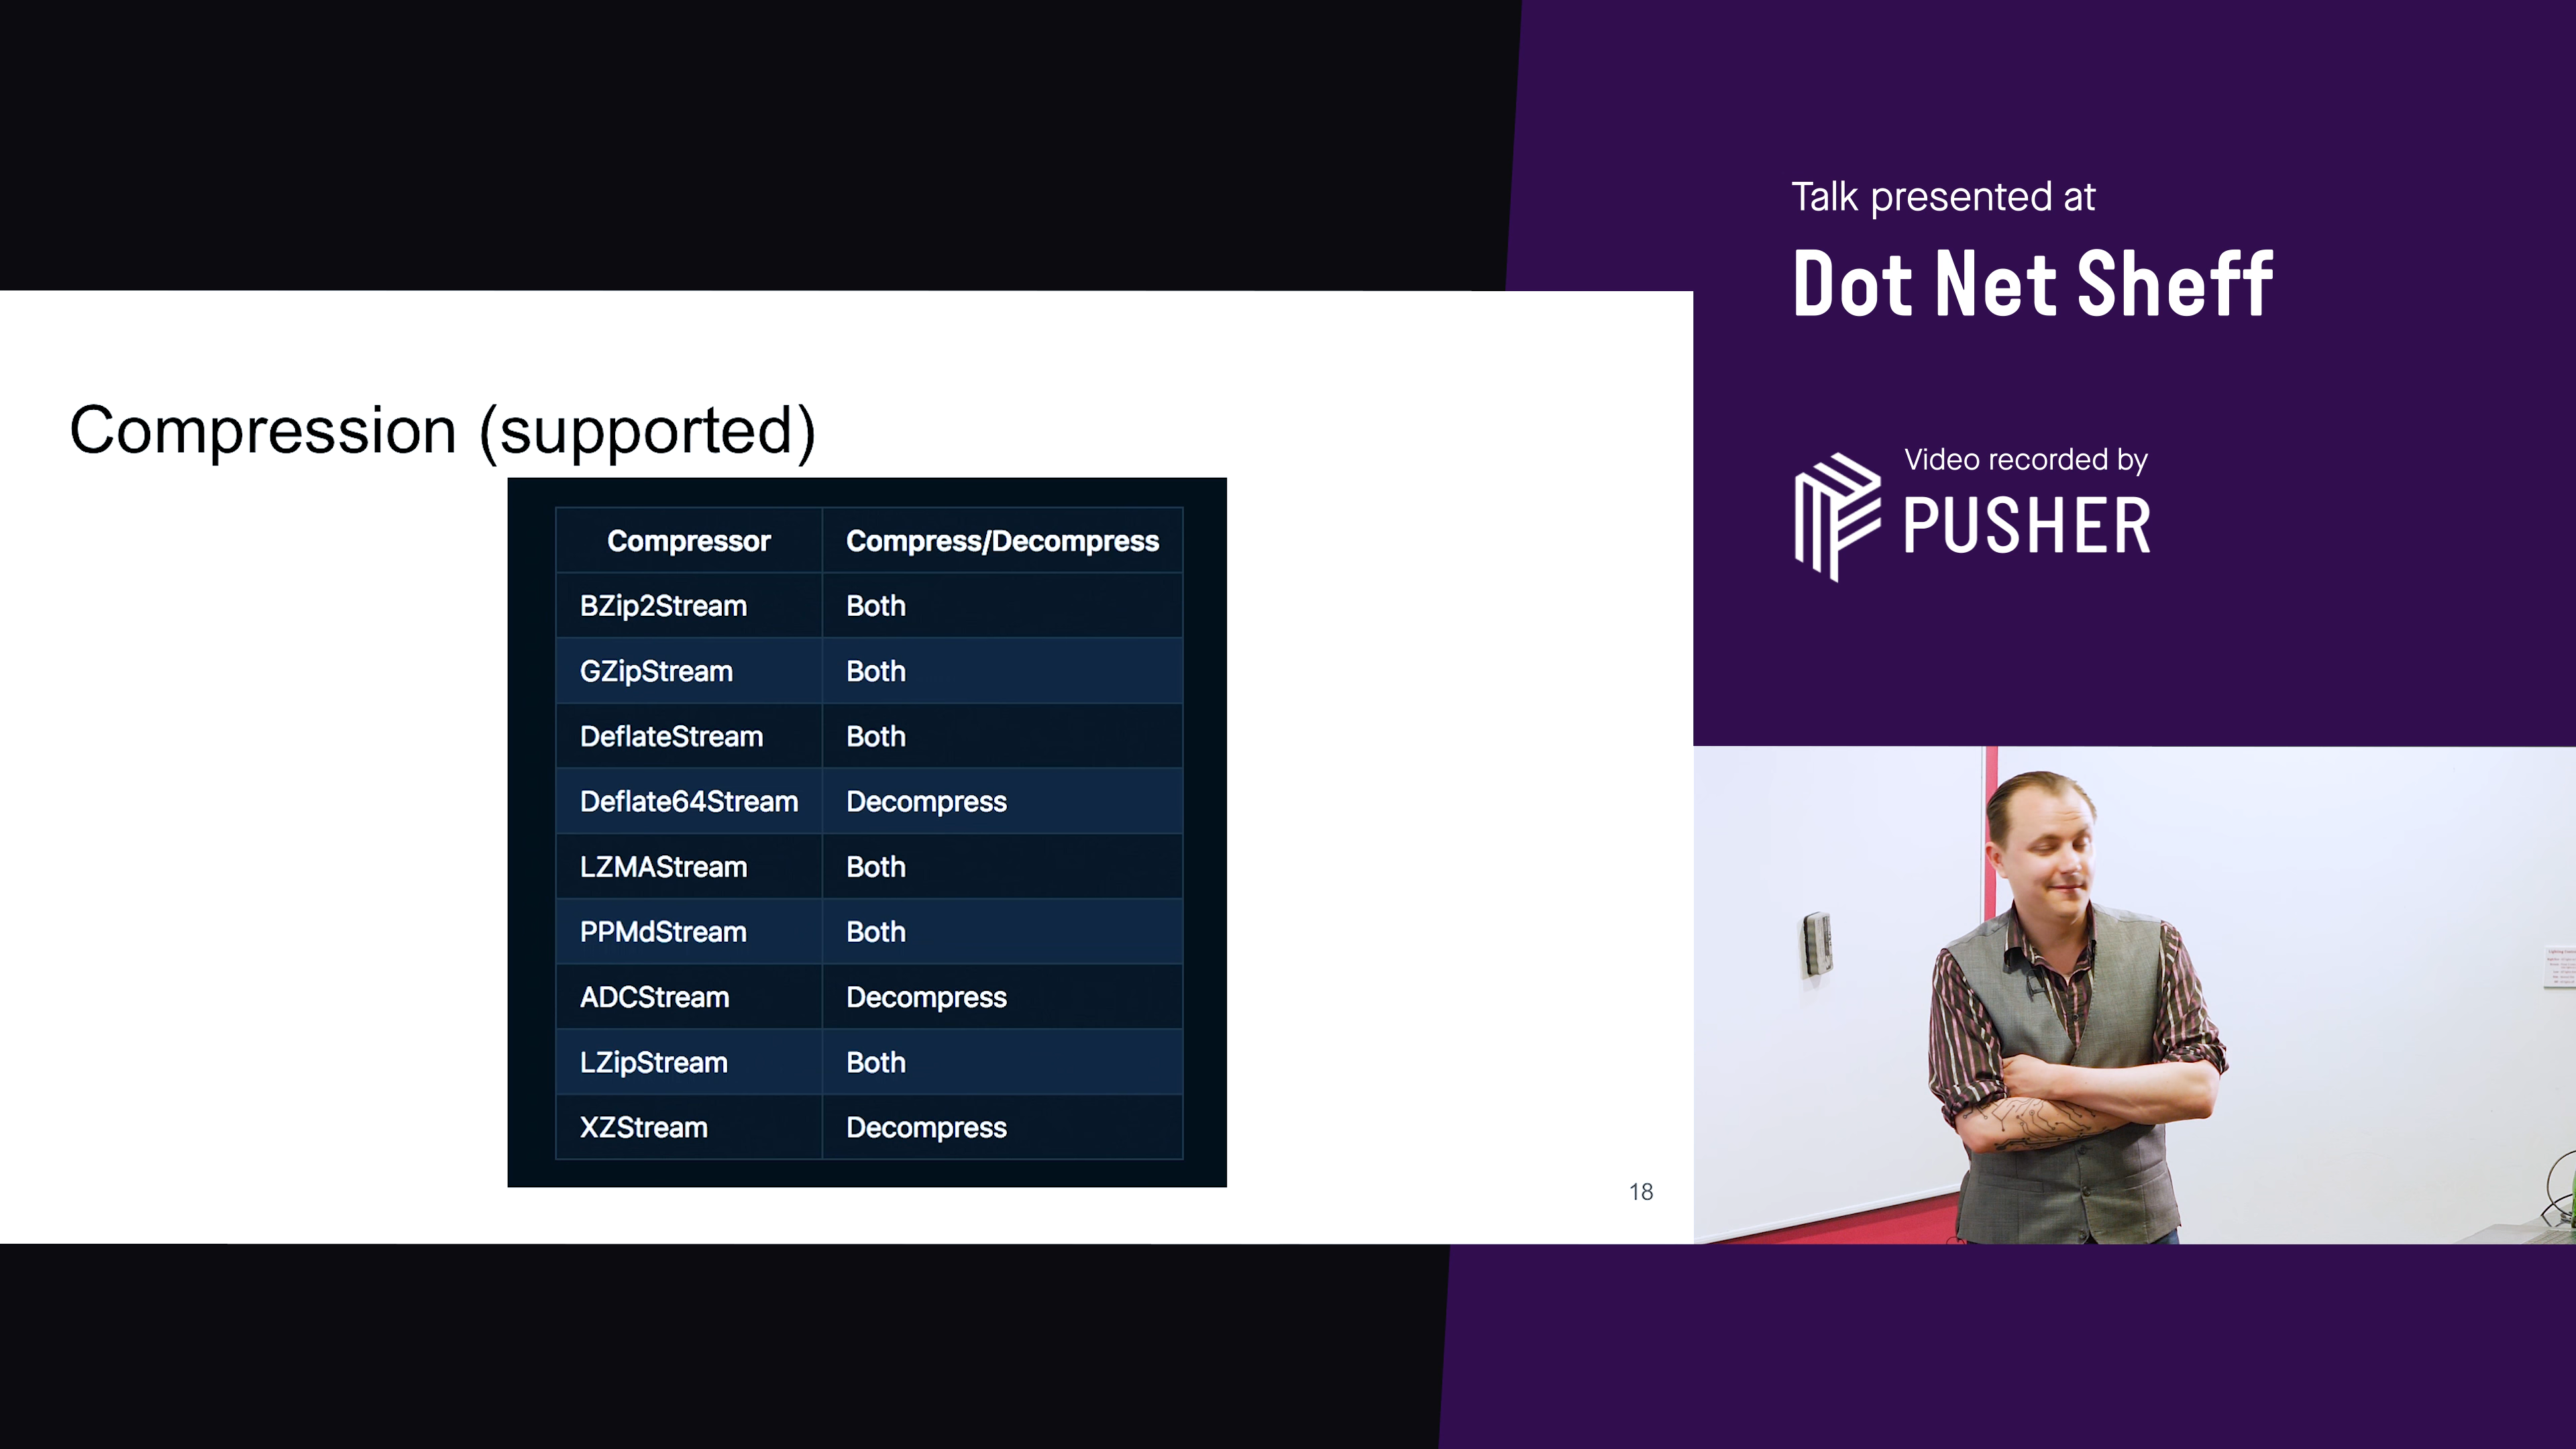 Compression (supported)
Compressor Compress/Decompress
BZip2Stream Both
GZipStream Both
DeflateStream Both
Deflate64Stream Decompress
LZMAStream Both
PPMdStream Both
ADCStream Decompress
LZipStream Both
XZStream Decompress
18
Talk presented at
Dot Net Sheff
Video recorded by
PUSHER